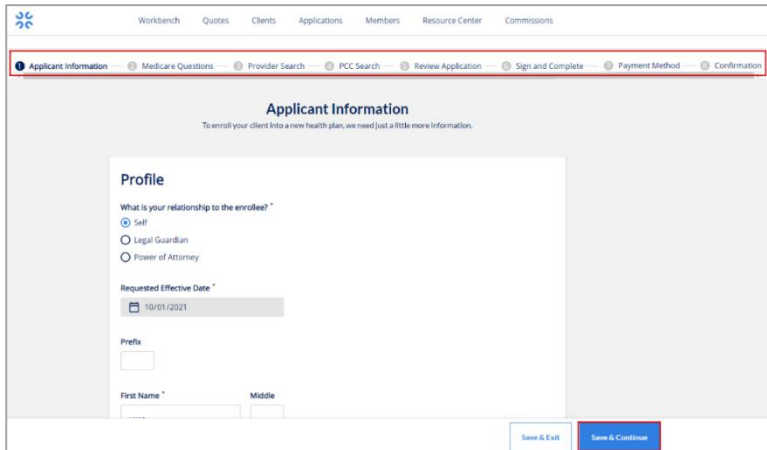 Workbench Quotes Clients Applications Members Resource Center Commissions
1 Applicant Information 2 Medicare Questions 3 Provider Search 4 PCC Search 5 Review Application 6 Sign and Complete 7 Payment Method 8 Confirmation
Applicant Information
To enroll your client into a new health plan, we need just a little more information.
Profile
What is your relationship to the enrollee? *
Self
Legal Guardian
Power of Attorney
Requested Effective Date *
10/01/2021
Prefix
First Name * Middle
Save & Exit Save & Continue